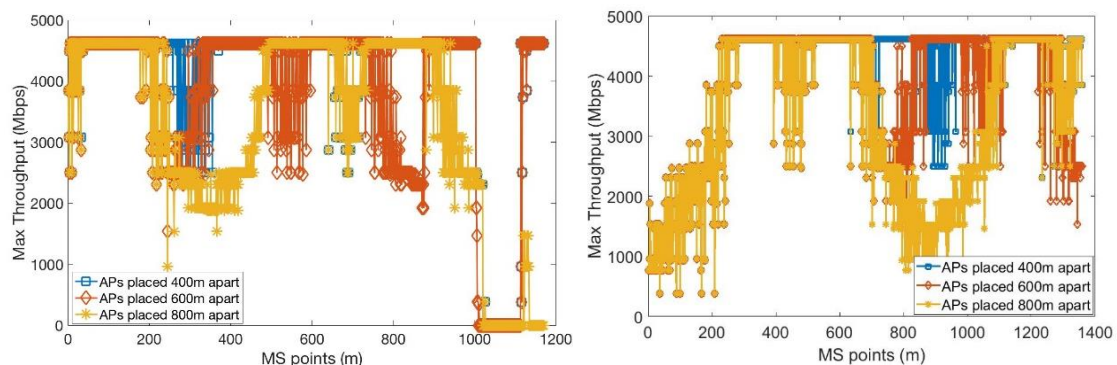 5000
4000
3000
2000
1000
0
Max Throughput (Mbps)
APs placed 400m apart
APs placed 600m apart
APs placed 800m apart
0 200 400 600 800 1000 1200
MS points (m)
5000
4000
3000
2000
1000
0
Max Throughput (Mbps)
APs placed 400m apart
APs placed 600m apart
APs placed 800m apart
0 200 400 600 800 1000 1200 1400
MS points (m)